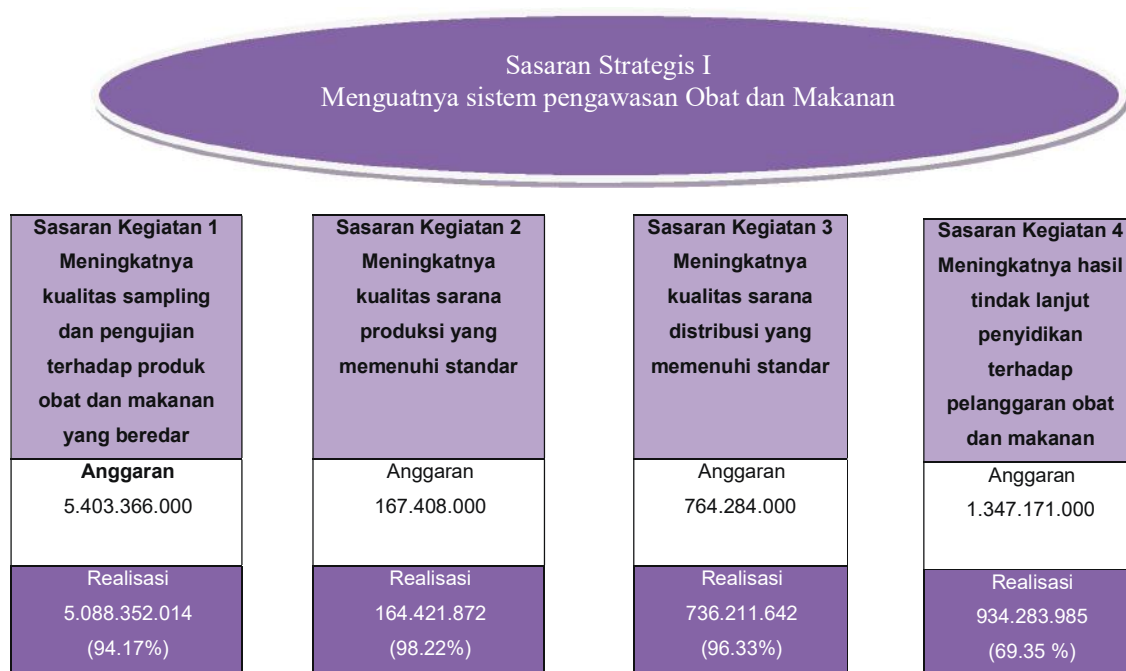 Sasaran Strategis I
Menguatnya sistem pengawasan Obat dan Makanan
Sasaran Kegiatan 1
Meningkatnya
kualitas sampling
dan pengujian
terhadap produk
obat dan makanan
yang beredar
Anggaran
5.403.366.000
Realisasi
5.088.352.014
(94.17%)
Sasaran Kegiatan 2
Meningkatnya
kualitas sarana
produksi yang
memenuhi standar
Anggaran
167.408.000
Realisasi
164.421.872
(98.22%)
Sasaran Kegiatan 3
Meningkatnya
kualitas sarana
distribusi yang
memenuhi standar
Anggaran
764.284.000
Realisasi
736.211.642
(96.33%)
Sasaran Kegiatan 4
Meningkatnya hasil
tindak lanjut
penyidikan
terhadap
pelanggaran obat
dan makanan
Anggaran
1.347.171.000
Realisasi
934.283.985
(69.35 %)